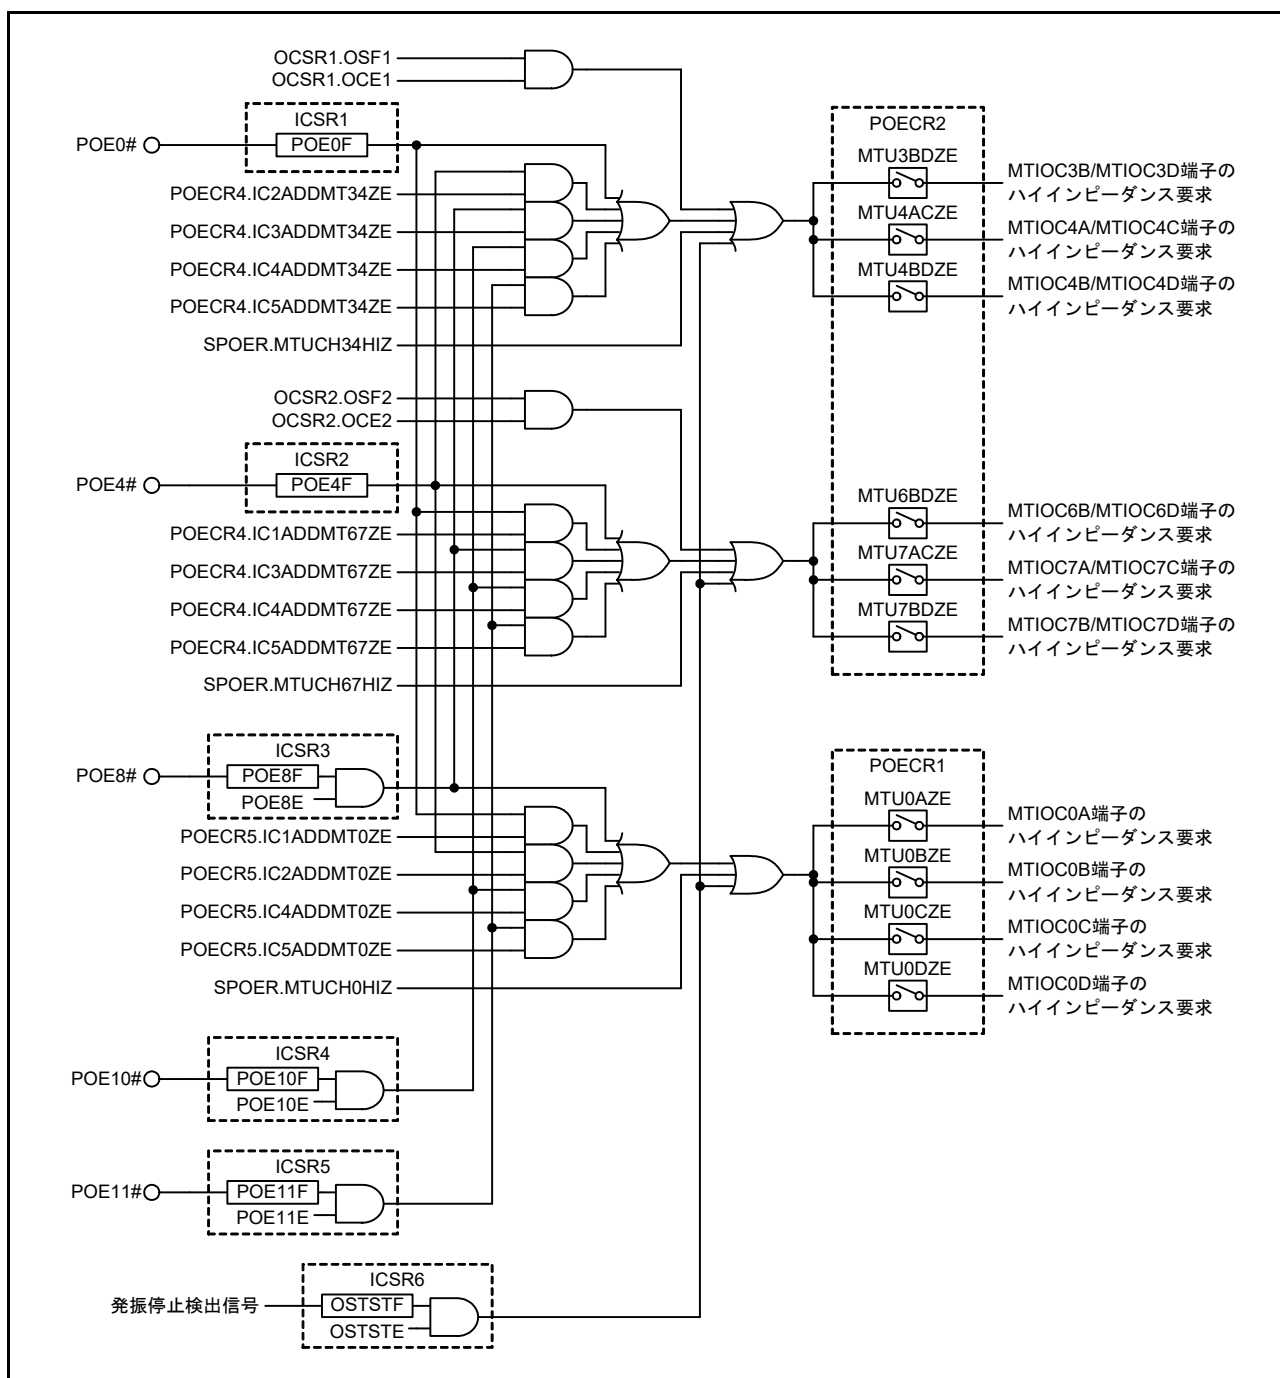 OCSR1.OSF1
OCSR1.OCE1
ICSR1
POE0#
POE0F
POECR4.IC2ADDMT34ZE
POECR4.IC3ADDMT34ZE
POECR4.IC4ADDMT34ZE
POECR4.IC5ADDMT34ZE
SPOER.MTUCH34HIZ
POECR2
MTU3BDZE
MTIOC3B/MTIOC3D端子の
ハイインピーダンス要求
MTU4ACZE
MTIOC4A/MTIOC4C端子の
ハイインピーダンス要求
MTU4BDZE
MTIOC4B/MTIOC4D端子の
ハイインピーダンス要求
OCSR2.OSF2
OCSR2.OCE2
ICSR2
POE4#
POE4F
POECR4.IC1ADDMT67ZE
POECR4.IC3ADDMT67ZE
POECR4.IC4ADDMT67ZE
POECR4.IC5ADDMT67ZE
SPOER.MTUCH67HIZ
MTU6BDZE
MTIOC6B/MTIOC6D端子の
ハイインピーダンス要求
MTU7ACZE
MTIOC7A/MTIOC7C端子の
ハイインピーダンス要求
MTU7BDZE
MTIOC7B/MTIOC7D端子の
ハイインピーダンス要求
ICSR3
POE8#
POE8F
POE8E
POECR5.IC1ADDMT0ZE
POECR5.IC2ADDMT0ZE
POECR5.IC4ADDMT0ZE
POECR5.IC5ADDMT0ZE
SPOER.MTUCH0HIZ
POECR1
MTU0AZE
MTIOC0A端子の
ハイインピーダンス要求
MTU0BZE
MTIOC0B端子の
ハイインピーダンス要求
MTU0CZE
MTIOC0C端子の
ハイインピーダンス要求
MTU0DZE
MTIOC0D端子の
ハイインピーダンス要求
ICSR4
POE10#
POE10F
POE10E
ICSR5
POE11#
POE11F
POE11E
ICSR6
発振停止検出信号
OSTSTF
OSTSTE